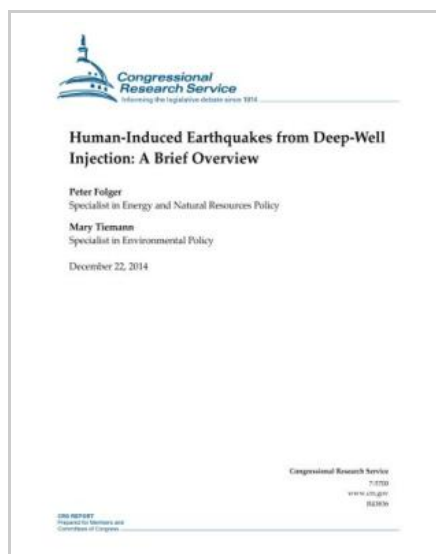 Congressional
Research Service
Informing the legislative debate since 1914
Human-Induced Earthquakes from Deep-Well
Injection: A Brief Overview
Peter Folger
Specialist in Energy and Natural Resources Policy
Mary Tiemann
Specialist in Environmental Policy
December 22, 2014
Congressional Research Service
7-5700
www.crs.gov
R43836
CRS REPORT
Prepared for Members and
Committees of Congress